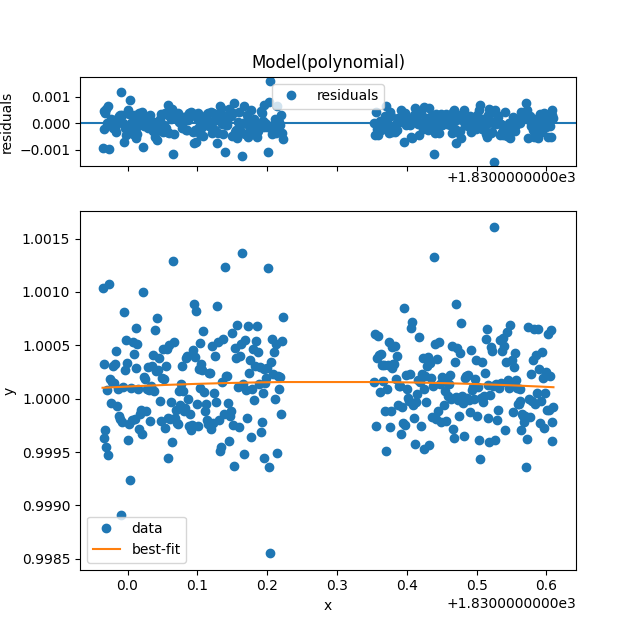 Model(polynomial)
residuals
0.001
0.000
−0.001
residuals
+1.8300000000e3
y
1.0015
1.0010
1.0005
1.0000
0.9995
0.9990
0.9985
data
best-fit
0.0 0.1 0.2 0.3 0.4 0.5 0.6
x
+1.8300000000e3